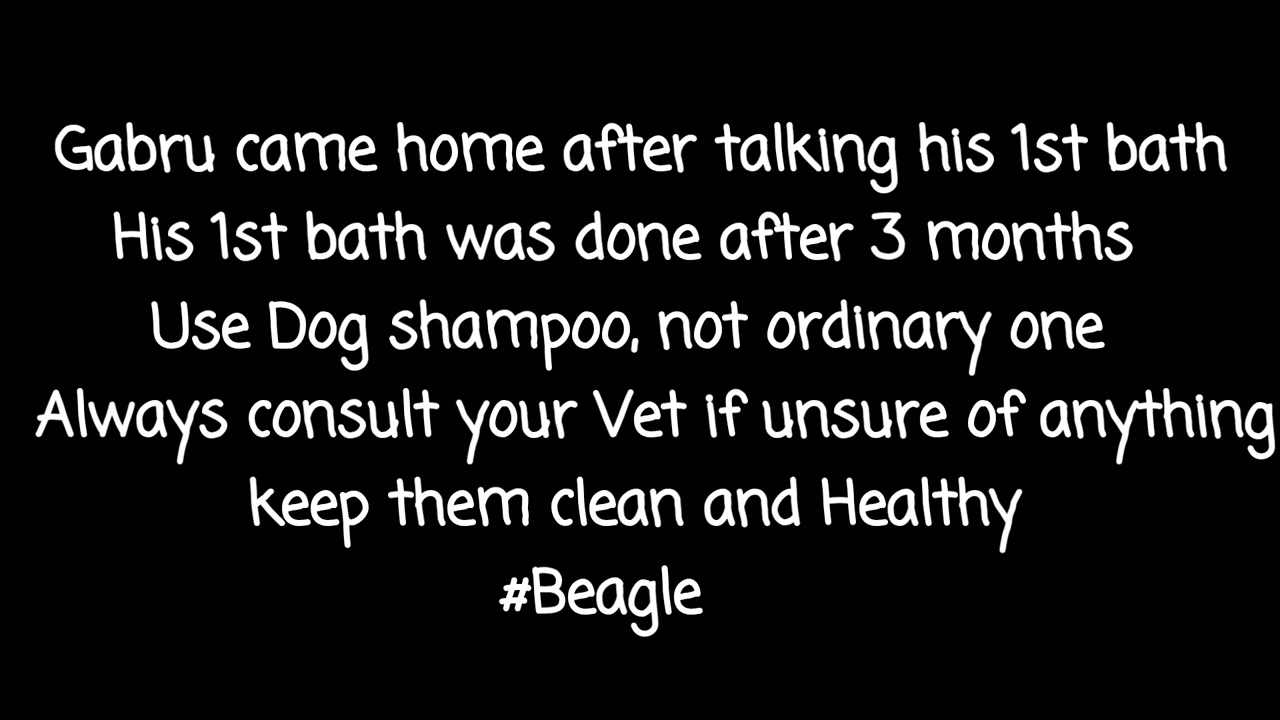 Gabru came home after talking his 1st bath
His 1st bath was done after 3 months
Use Dog shampoo, not ordinary one
Always consult your Vet if unsure of anything
keep them clean and Healthy
#Beagle